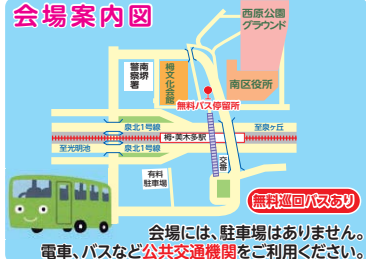 会場案内図
西原公園
グラウンド
南堺
警察署
栂文化会館
南区役所
無料バス停留所
泉北1号線
至泉ヶ丘
栂・美木多駅
至光明池
泉北1号線
交番
有料
駐車場
無料巡回バスあり
会場には、駐車場はありません。
電車、バスなど公共交通機関をご利用ください。